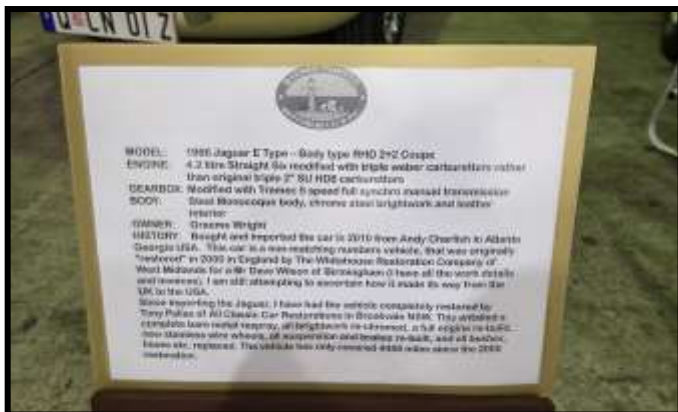 MODEL: 1966 Jaguar E Type – Body type RHD 2+2 Coupe
ENGINE: 4.2 litre Straight Six modified with triple weber carburettors rather
than original triple 2" SU HD8 carburettors
GEARBOX: Modified with Tremec 5 speed full synchro manual transmission
BODY: Steel Monocoque body, chrome steel brightwork and leather
interior
OWNER: Graeme Wright
HISTORY: Bought and imported the car in 2010 from Andy in Atlanta
Georgia USA. This car is a non-matching numbers vehicle, that was originally
"restored" in 2000 in England by The Whitehouse Restoration Company of
West Midlands for a Mr Dave Wilson of Birmingham (I have all the work details
and invoices). I am still attempting to ascertain how it made its way from the
UK to the USA.
Since importing the Jaguar, I have had the vehicle completely restored by
Tony of All Classic Car Restorations in Brookvale NSW. This entailed a
complete bare metal respray, all brightwork re-chromed, a full engine re-build,
new stainless wire wheels, all suspension and brakes re-built, and all bushes,
hoses etc. replaced. This vehicle has only covered miles since the 2000
restoration.